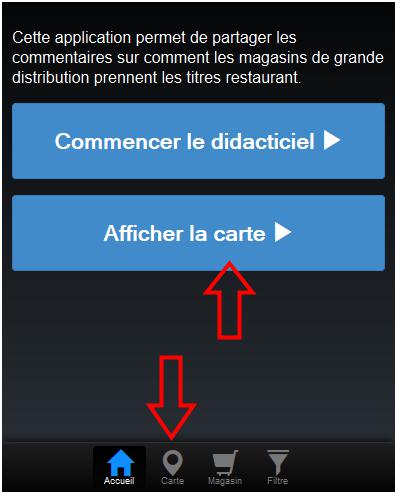 Cette application permet de partager les
commentaires sur comment les magasins de grande
distribution prennent les titres restaurant.
Commencer le didacticiel
Afficher la carte
Accueil Carte Magasin Filtre